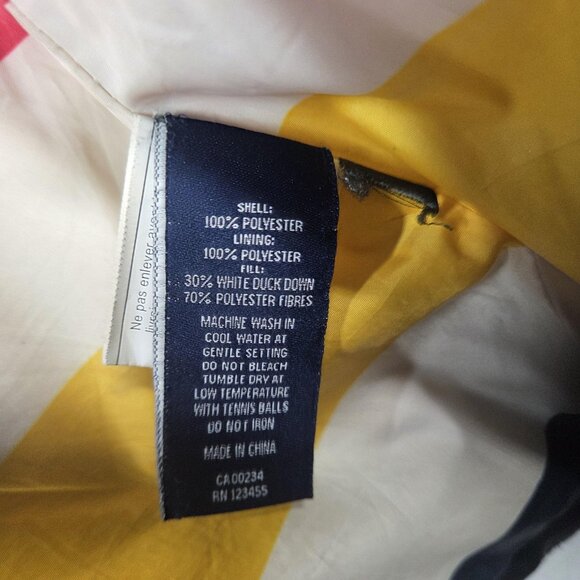 SHELL:
100% POLYESTER
LINING:
100% POLYESTER
FILL:
30% WHITE DUCK DOWN
70% POLYESTER FIBRES
MACHINE WASH IN
COOL WATER AT
GENTLE SETTING
DO NOT BLEACH
TUMBLE DRY AT
LOW TEMPERATURE
WITH TENNIS BALLS
DO NOT IRON
MADE IN CHINA
CA 00234
RN 123455
Ne pas enlever